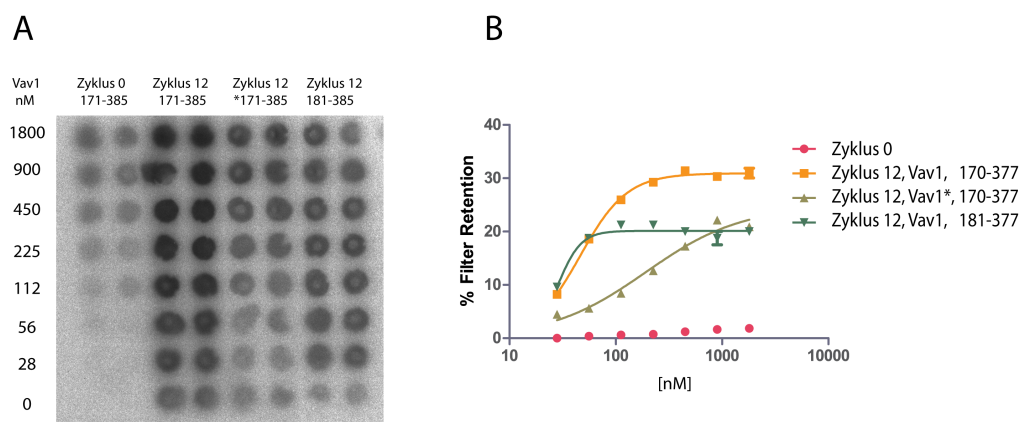 A
B
Vav1
nM
Zyklus 0
171-385
Zyklus 12
171-385
Zyklus 12
*171-385
Zyklus 12
181-385
1800
900
450
225
112
56
28
0
% Filter Retention
40
30
20
10
0
10
100
1000
10000
[nM]
Zyklus 0
Zyklus 12, Vav1, 170-377
Zyklus 12, Vav1*, 170-377
Zyklus 12, Vav1, 181-377